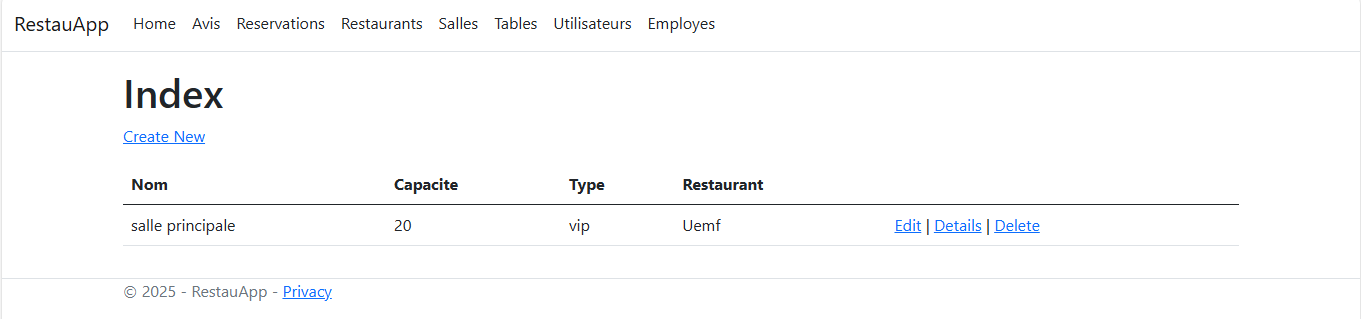 RestauApp Home Avis Reservations Restaurants Salles Tables Utilisateurs Employes
Index
Create New
Nom Capacite Type Restaurant
salle principale 20 vip Uemf Edit | Details | Delete
© 2025 - RestauApp - Privacy